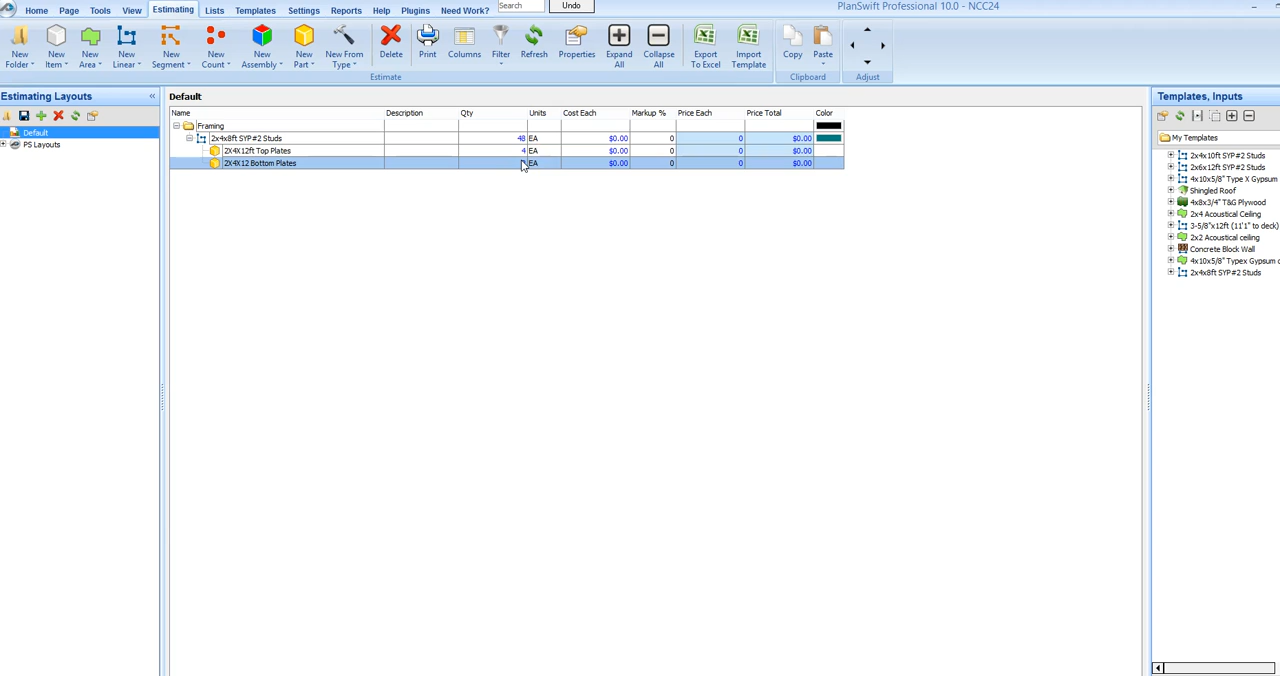 Search Undo PlanSwift Professional 10.0 - NCC24
Home Page Tools View Estimating Lists Templates Settings Reports Help Plugins Need Work?
New Folder New Item New Area New Linear New Segment New Count New Assembly New Part New From Type Delete Print Columns Filter Refresh Properties Expand All Collapse All Export To Excel Import Template Copy Paste
Estimate Clipboard Adjust
Estimating Layouts «
Default
PS Layouts
Default
Name Description Qty Units Cost Each Markup % Price Each Price Total Color
Framing
2x4x8ft SYP#2 Studs 48 EA $0.00 0 0 $0.00
2X4X12ft Top Plates 4 EA $0.00 0 0 $0.00
2X4X12 Bottom Plates EA $0.00 0 0 $0.00
Templates, Inputs
My Templates
2x4x10ft SYP#2 Studs
2x6x12ft SYP#2 Studs
4x10x5/8" Type X Gypsum
Shingled Roof
4x8x3/4" T&G Plywood
2x4 Acoustical Ceiling
3-5/8"x12ft (11'1" to deck)
2x2 Acoustical ceiling
Concrete Block Wall
4x10x5/8" Typex Gypsum
2x4x8ft SYP#2 Studs